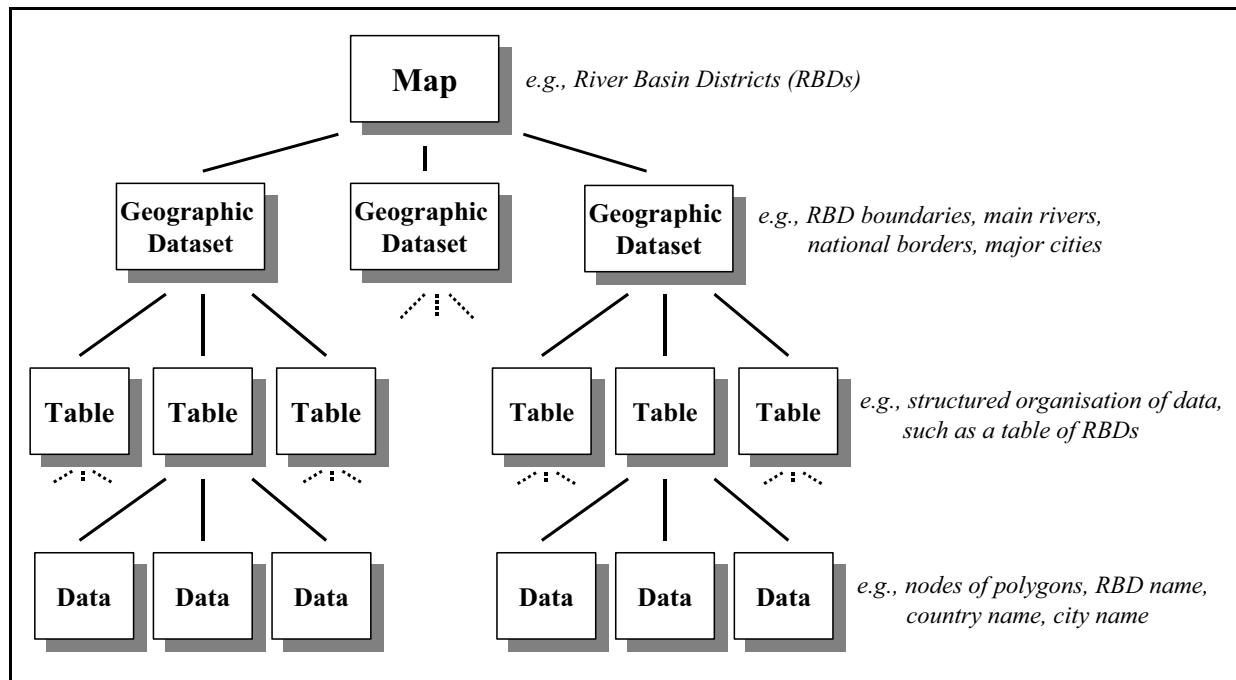 Map
e.g., River Basin Districts (RBDs)
Geographic
Dataset
Geographic
Dataset
Geographic
Dataset
e.g., RBD boundaries, main rivers,
national borders, major cities
Table
Table
Table
Table
Table
Table
e.g., structured organisation of data,
such as a table of RBDs
Data
Data
Data
Data
Data
Data
e.g., nodes of polygons, RBD name,
country name, city name